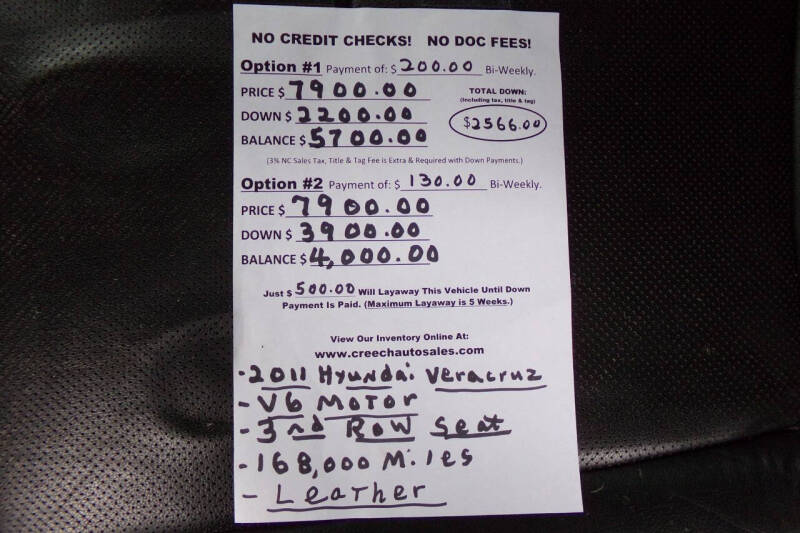 NO CREDIT CHECKS! NO DOC FEES!
Option #1 Payment of: $ 200.00 Bi-Weekly.
PRICE $ 7900.00
DOWN $ 2200.00
BALANCE $ 5700.00
TOTAL DOWN:
(Including tax, title & tag)
$2566.00
(3% NC Sales Tax, Title & Tag Fee is Extra & Required with Down Payments.)
Option #2 Payment of: $ 130.00 Bi-Weekly.
PRICE $ 7900.00
DOWN $ 3900.00
BALANCE $ 4,000.00
Just $ 500.00 Will Layaway This Vehicle Until Down
Payment Is Paid. (Maximum Layaway is 5 Weeks.)
View Our Inventory Online At:
www.creechautosales.com
- 2011 Hyundai Veracruz
- V6 Motor
- 3rd Row Seat
- 168,000 Miles
- Leather